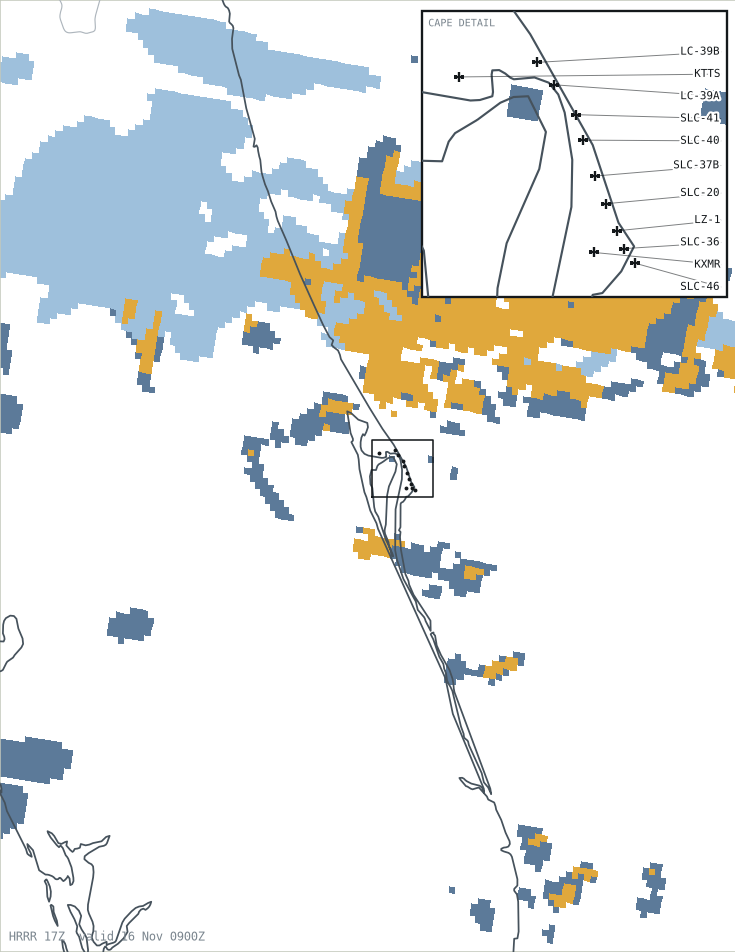 CAPE DETAIL
LC-39B
KTTS
LC-39A
SLC-41
SLC-40
SLC-37B
SLC-20
LZ-1
SLC-36
KXMR
SLC-46
HRRR 17Z valid 16 Nov 0900Z